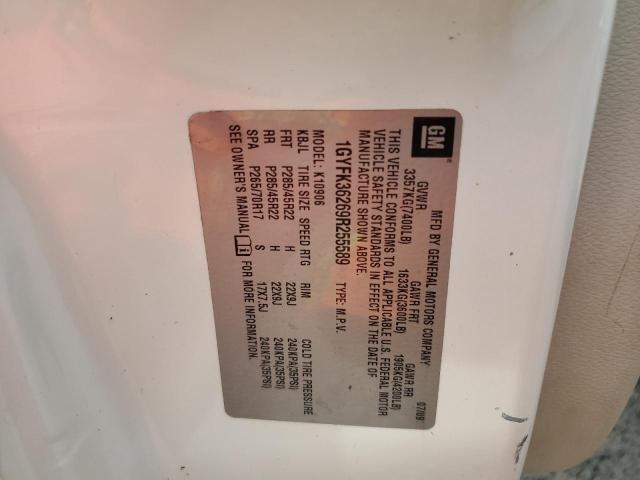 GM
MFD BY GENERAL MOTORS COMPANY 07/09
GVWR GAWR FRT GAWR RR
3357KG(7400LB) 1633KG(3600LB) 1905KG(4200LB)
THIS VEHICLE CONFORMS TO ALL APPLICABLE U.S. FEDERAL MOTOR
VEHICLE SAFETY STANDARDS IN EFFECT ON THE DATE OF
MANUFACTURE SHOWN ABOVE.
1GYFK36269R255589 TYPE: M.P.V.
MODEL: K10906
KBJL TIRE SIZE SPEED RTG RIM COLD TIRE PRESSURE
FRT P285/45R22 H 22X9J 240KPA(35PSI)
RR P285/45R22 H 22X9J 240KPA(35PSI)
SPA P265/70R17 S 17X7.5J 240KPA(35PSI)
SEE OWNER'S MANUAL FOR MORE INFORMATION.